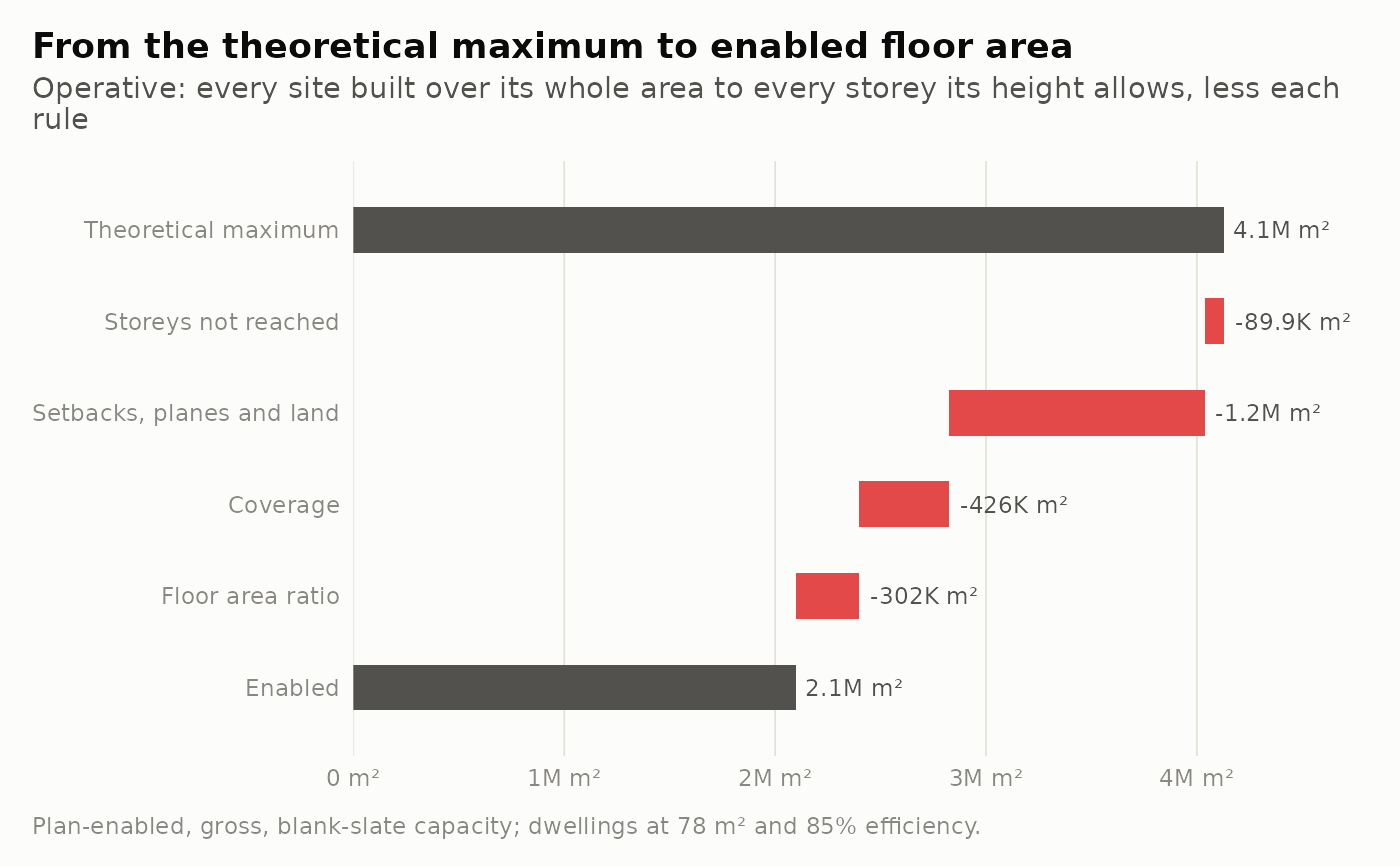 From the theoretical maximum to enabled floor area
Operative: every site built over its whole area to every storey its height allows, less each
rule
Theoretical maximum
4.1M m²
Storeys not reached
-89.9K m²
Setbacks, planes and land
-1.2M m²
Coverage
-426K m²
Floor area ratio
-302K m²
Enabled
2.1M m²
0 m²
1M m²
2M m²
3M m²
4M m²
Plan-enabled, gross, blank-slate capacity; dwellings at 78 m² and 85% efficiency.